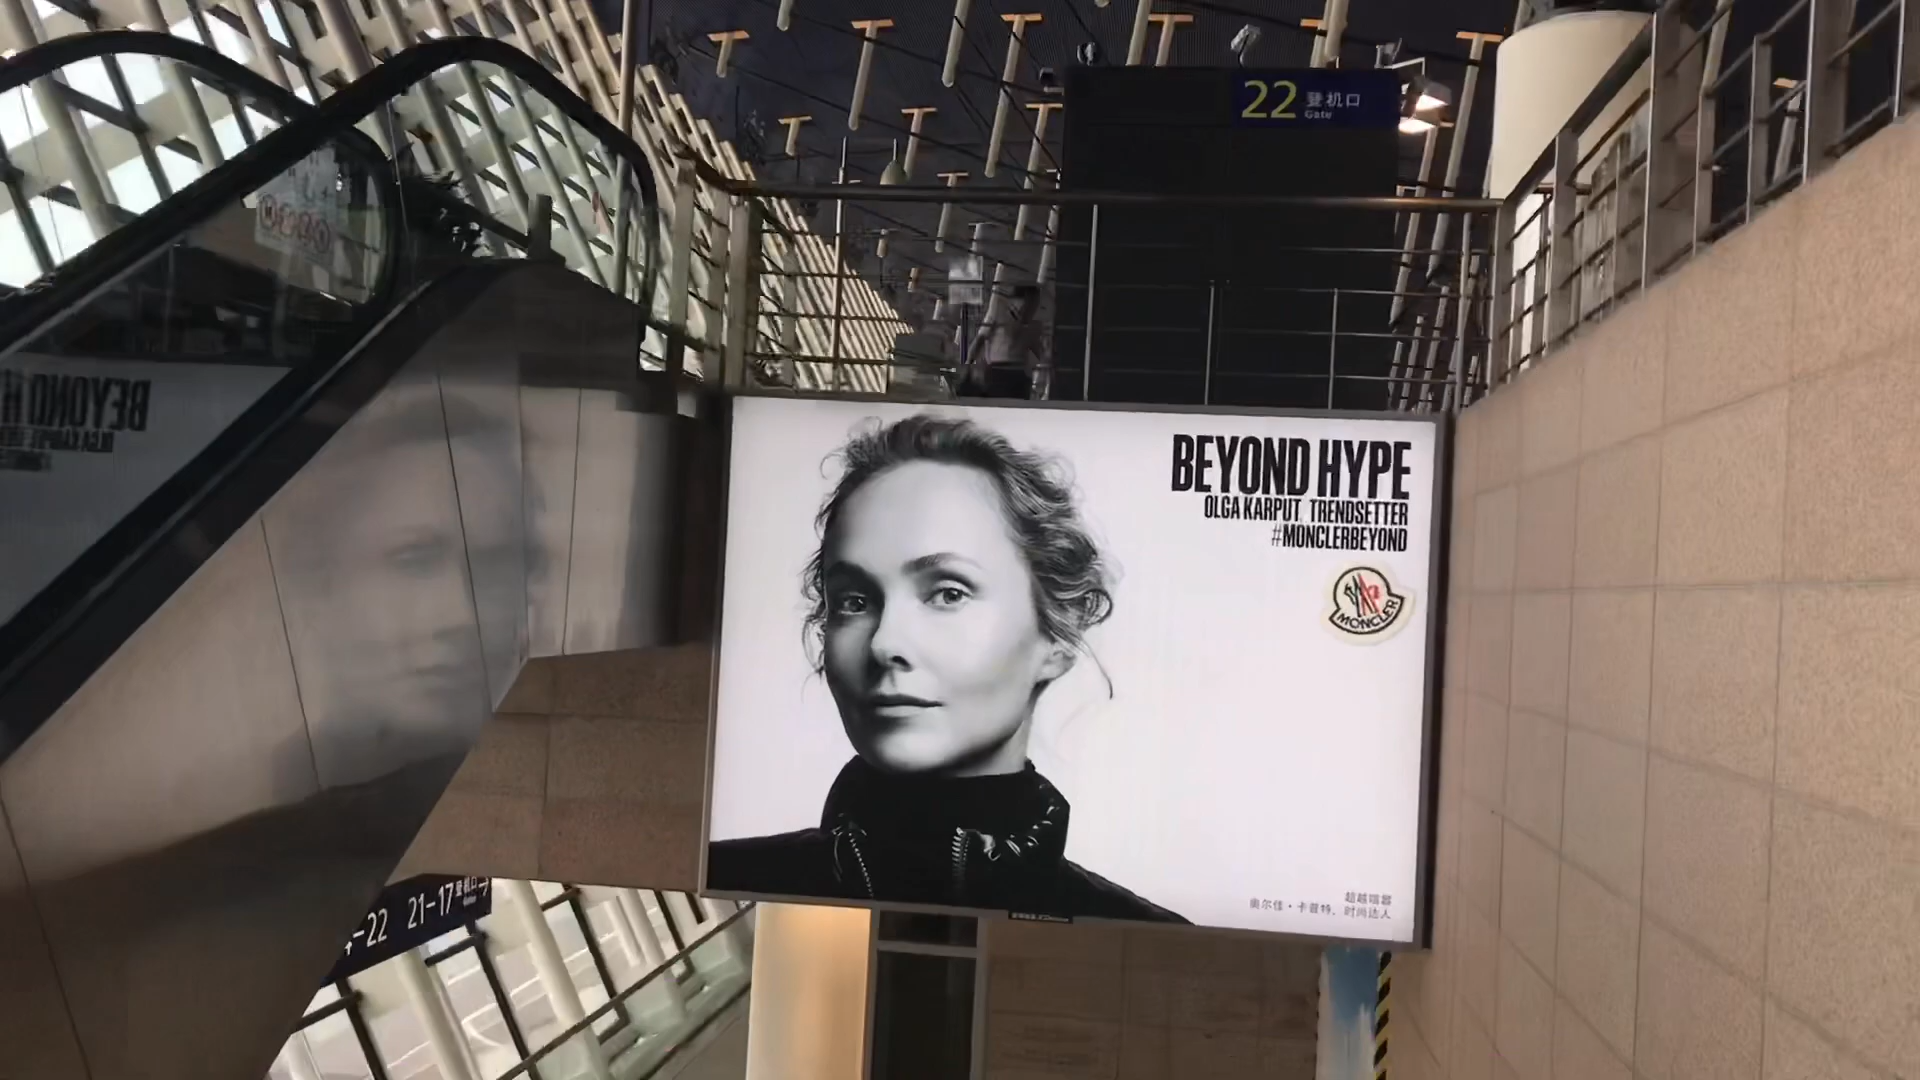 22 登机口
Gate
BEYOND HYPE
OLGA KARPUT, TRENDSETTER
#MONCLERBEYOND
MONCLER
超越喧嚣
奥尔佳·卡普特，时尚达人
-22 21-17 登机口
Gates
BEYOND H
OLGA KARPUT